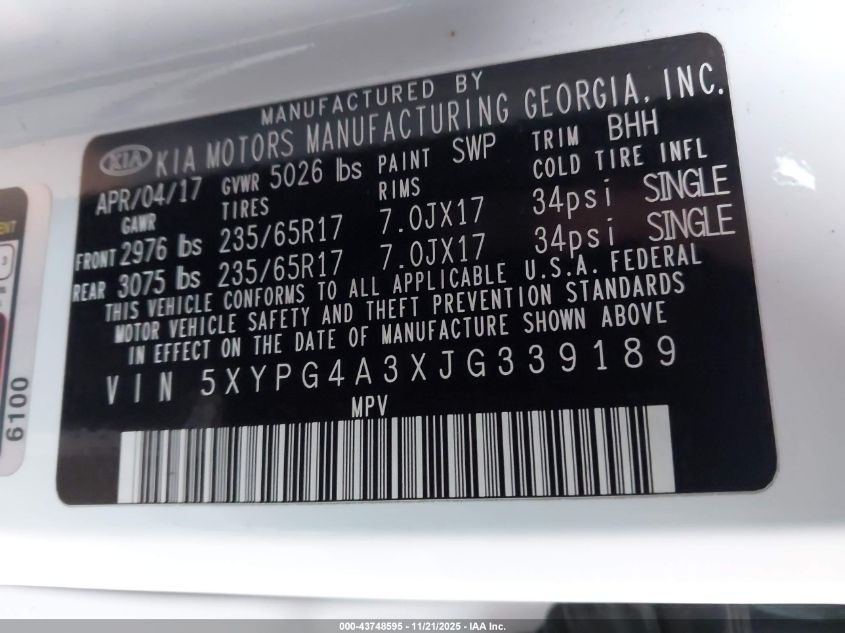 MANUFACTURED BY
KIA KIA MOTORS MANUFACTURING GEORGIA, INC.
APR/04/17 GVWR 5026 lbs PAINT SWP TRIM BHH
GAWR TIRES RIMS COLD TIRE INFL
FRONT 2976 lbs 235/65R17 7.0JX17 34psi SINGLE
REAR 3075 lbs 235/65R17 7.0JX17 34psi SINGLE
THIS VEHICLE CONFORMS TO ALL APPLICABLE U.S.A. FEDERAL
MOTOR VEHICLE SAFETY AND THEFT PREVENTION STANDARDS
IN EFFECT ON THE DATE OF MANUFACTURE SHOWN ABOVE
VIN 5XYPG4A3XJG339189
MPV
6100
000-43748595 - 11/21/2025 - IAA Inc.